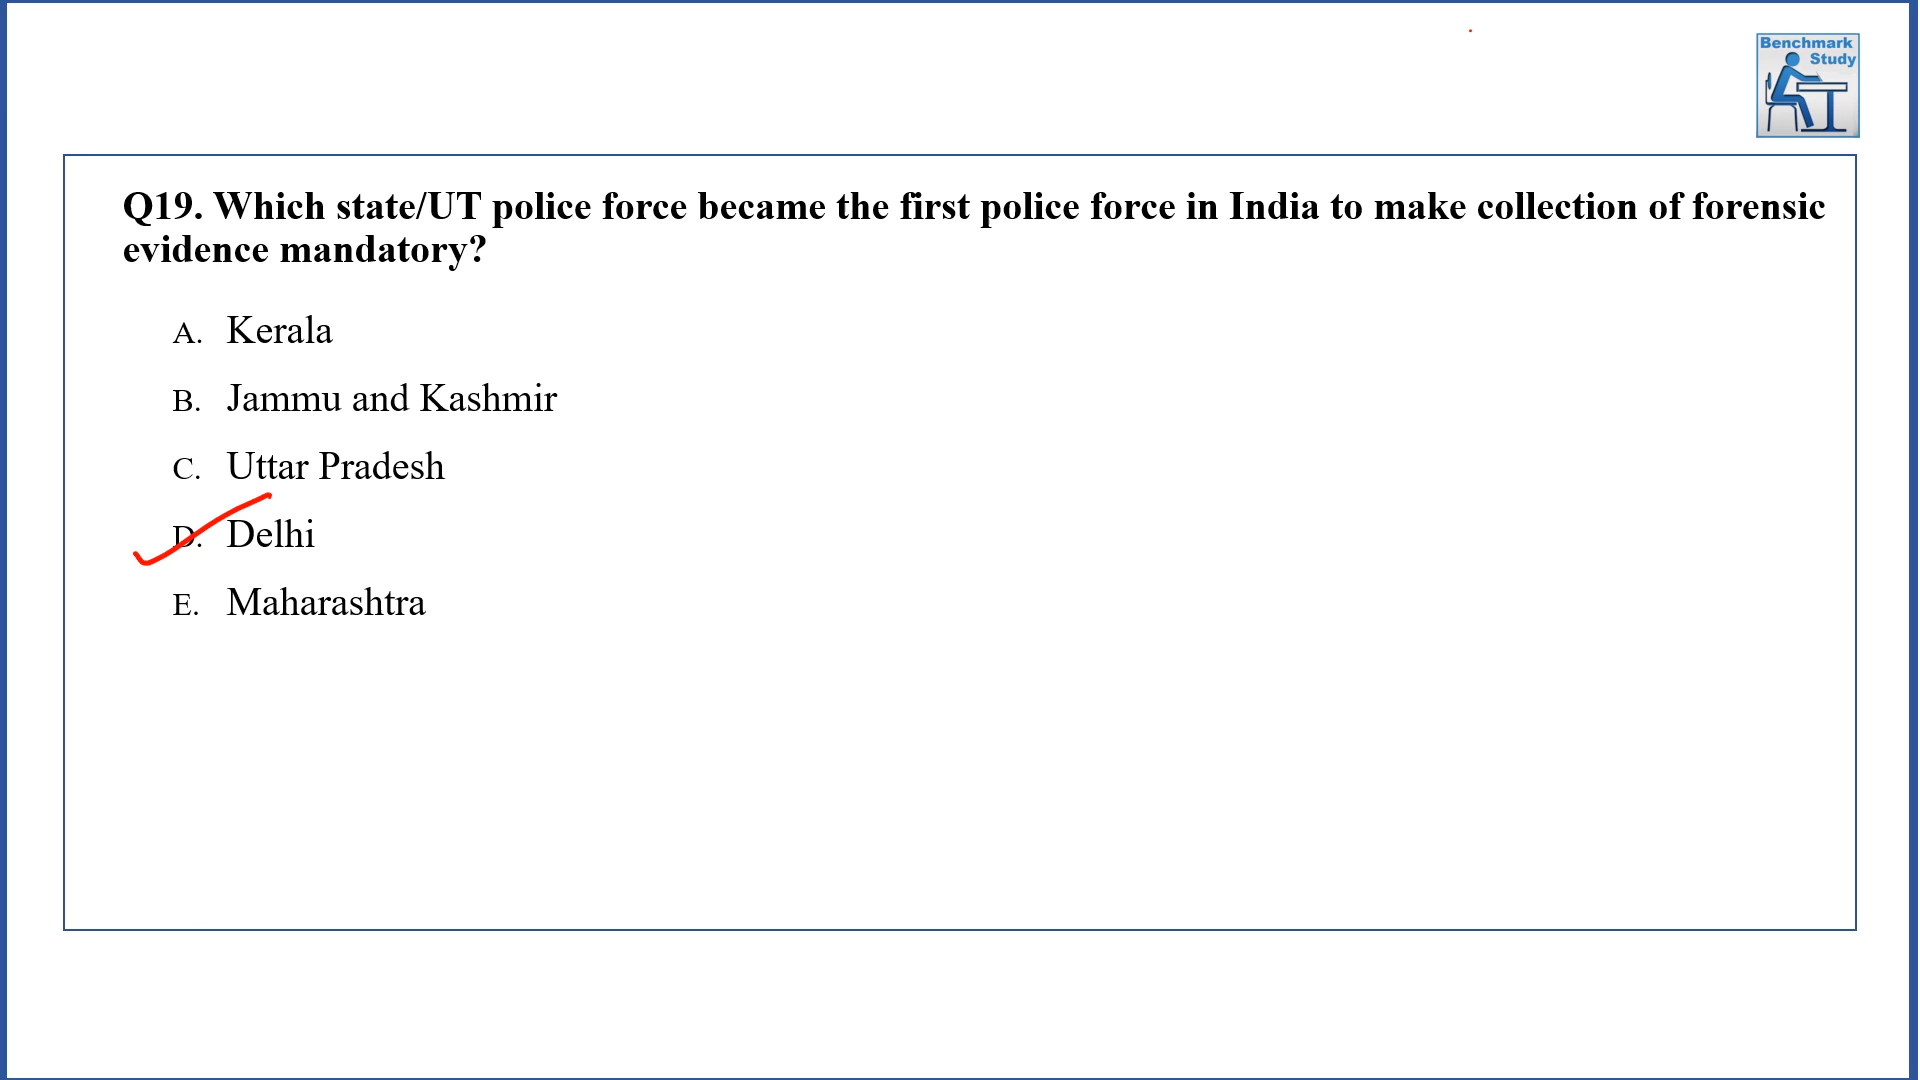 Benchmark
Study
Q19. Which state/UT police force became the first police force in India to make collection of forensic
evidence mandatory?
A. Kerala
B. Jammu and Kashmir
C. Uttar Pradesh
D. Delhi
E. Maharashtra